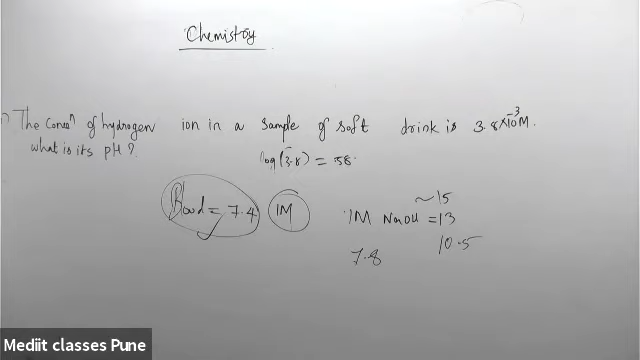 Chemistry
1) The concn of hydrogen ion in a sample of soft drink is 3.8×10^-3 M.
what is its pH?
log(3.8) = 58.
Blood = 7.4 1M
~15
1M NaOH = 13
7.8 10.5
Mediit classes Pune